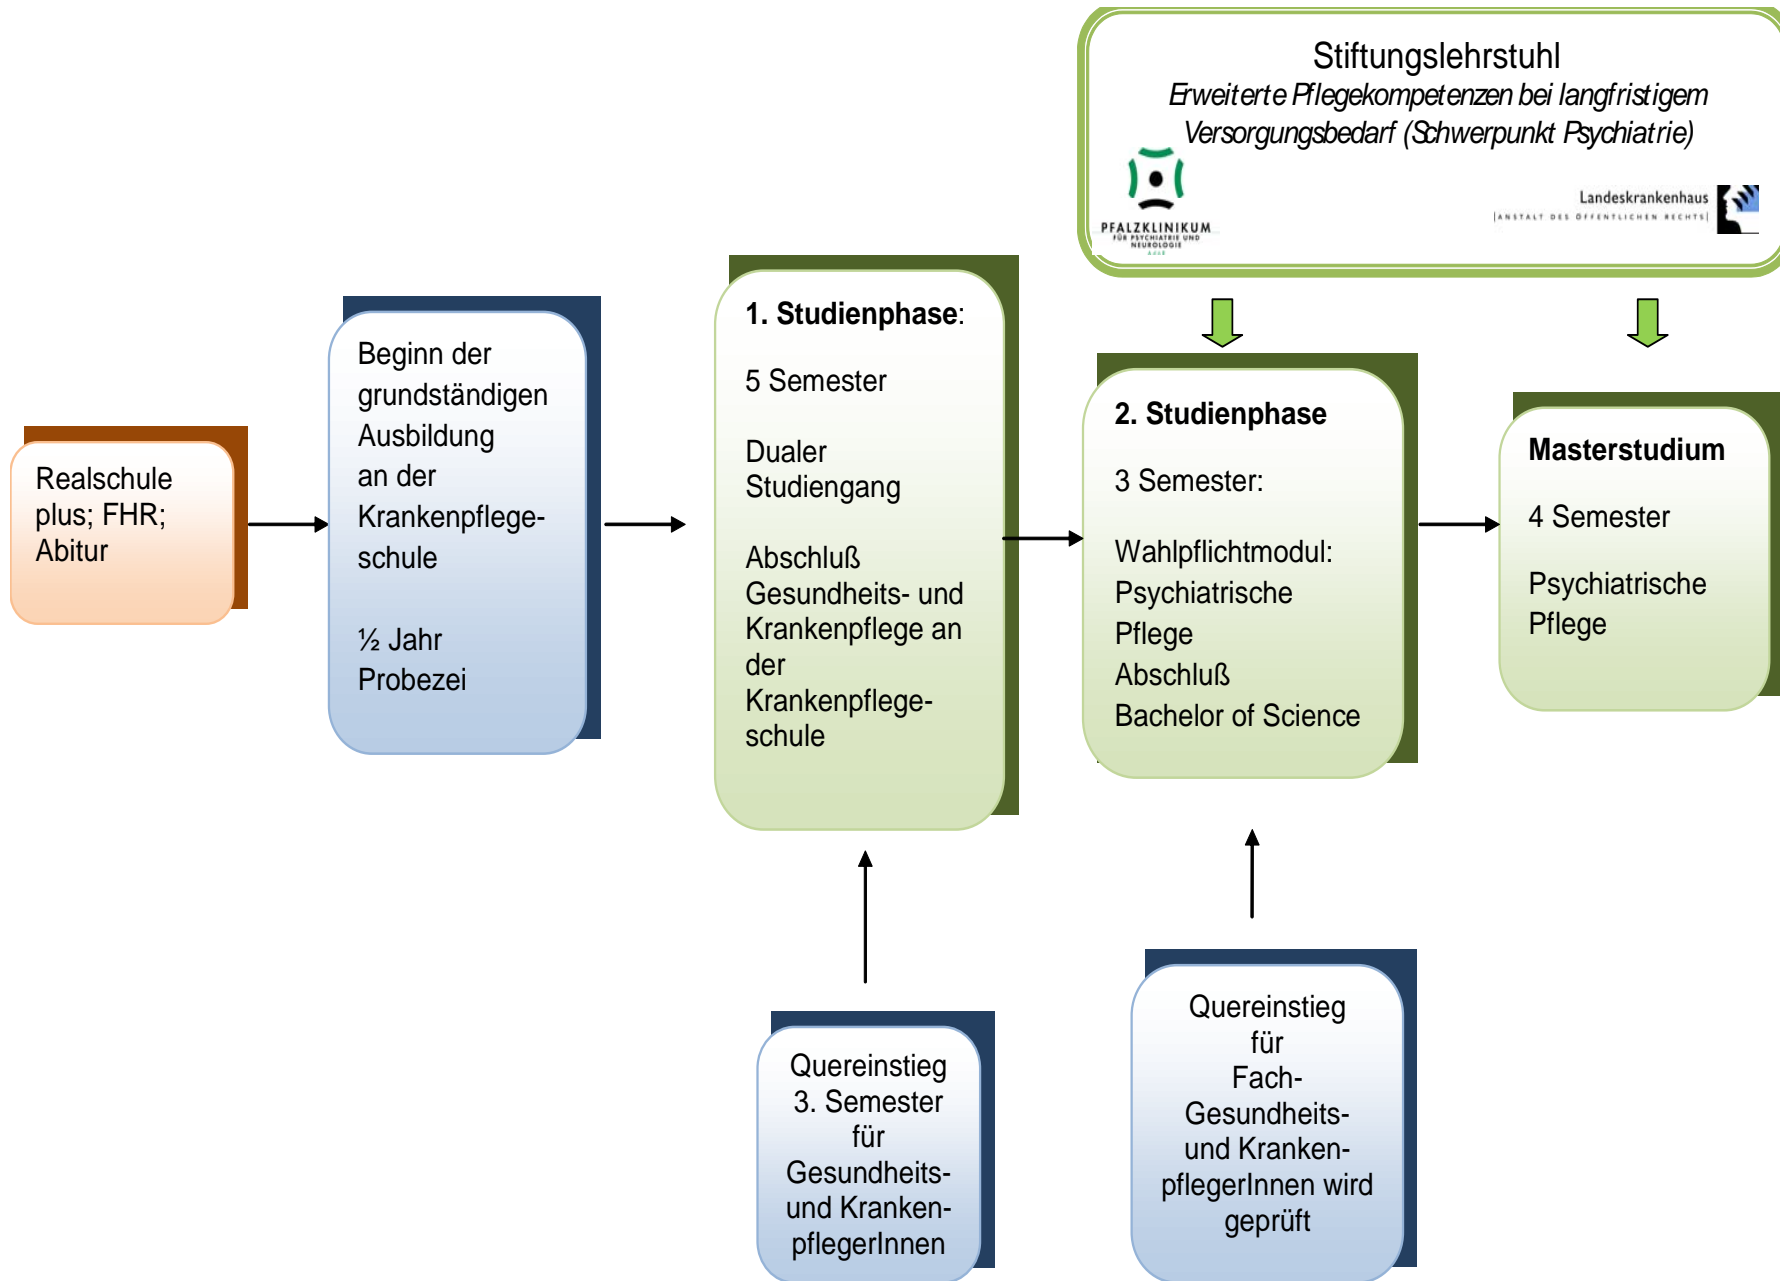 Stiftungslehrstuhl
Erweiterte Pflegekompetenzen bei langfristigem
Versorgungsbedarf (Schwerpunkt Psychiatrie)
PFALZKLINIKUM
FÜR PSYCHIATRIE UND
NEUROLOGIE
Landeskrankenhaus
[ANSTALT DES ÖFFENTLICHEN RECHTS]
Realschule
plus; FHR;
Abitur
Beginn der
grundständigen
Ausbildung
an der
Krankenpflege-
schule
½ Jahr
Probezei
1. Studienphase:
5 Semester
Dualer
Studiengang
Abschluß
Gesundheits- und
Krankenpflege an
der
Krankenpflege-
schule
2. Studienphase
3 Semester:
Wahlpflichtmodul:
Psychiatrische
Pflege
Abschluß
Bachelor of Science
Masterstudium
4 Semester
Psychiatrische
Pflege
Quereinstieg
3. Semester
für
Gesundheits-
und Kranken-
pflegerInnen
Quereinstieg
für
Fach-
Gesundheits-
und Kranken-
pflegerInnen wird
geprüft